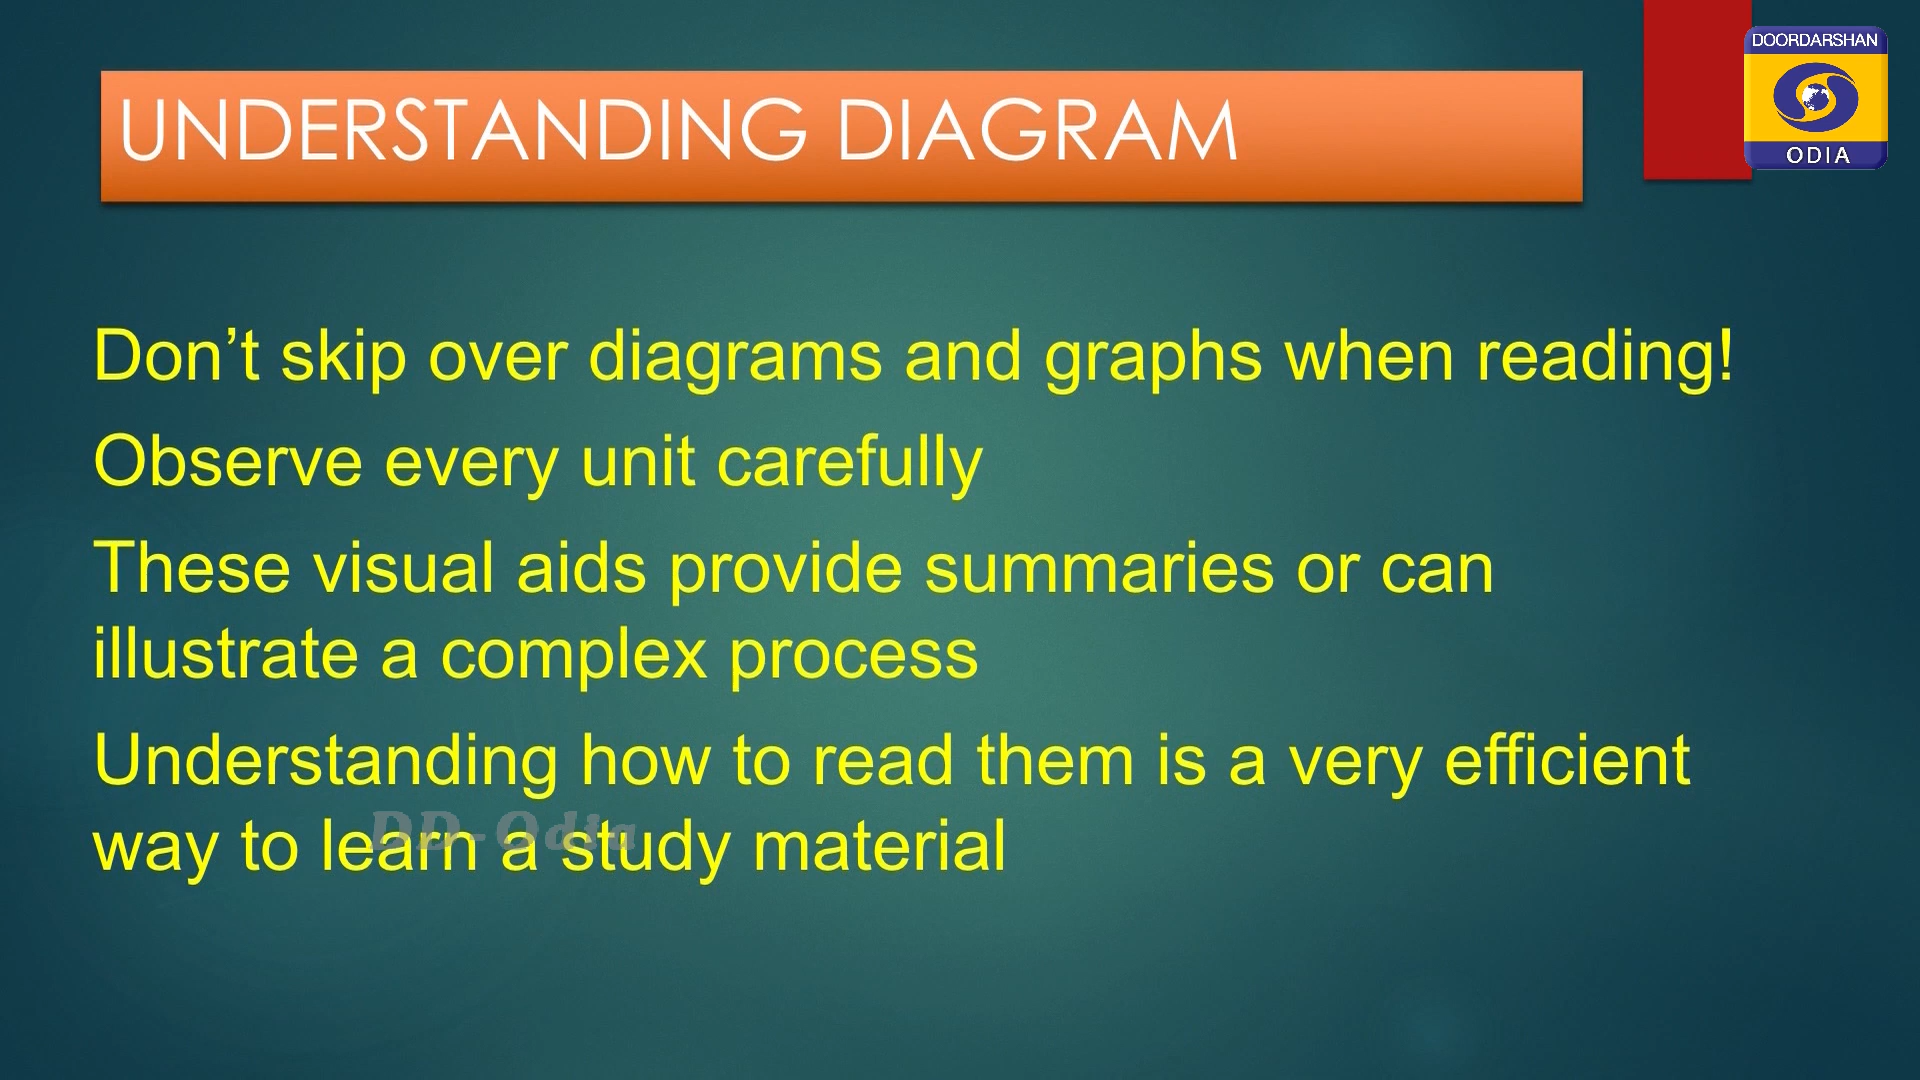 DOORDARSHAN
ODIA
UNDERSTANDING DIAGRAM
Don’t skip over diagrams and graphs when reading!
Observe every unit carefully
These visual aids provide summaries or can
illustrate a complex process
Understanding how to read them is a very efficient
way to learn a study material
DD-Odia